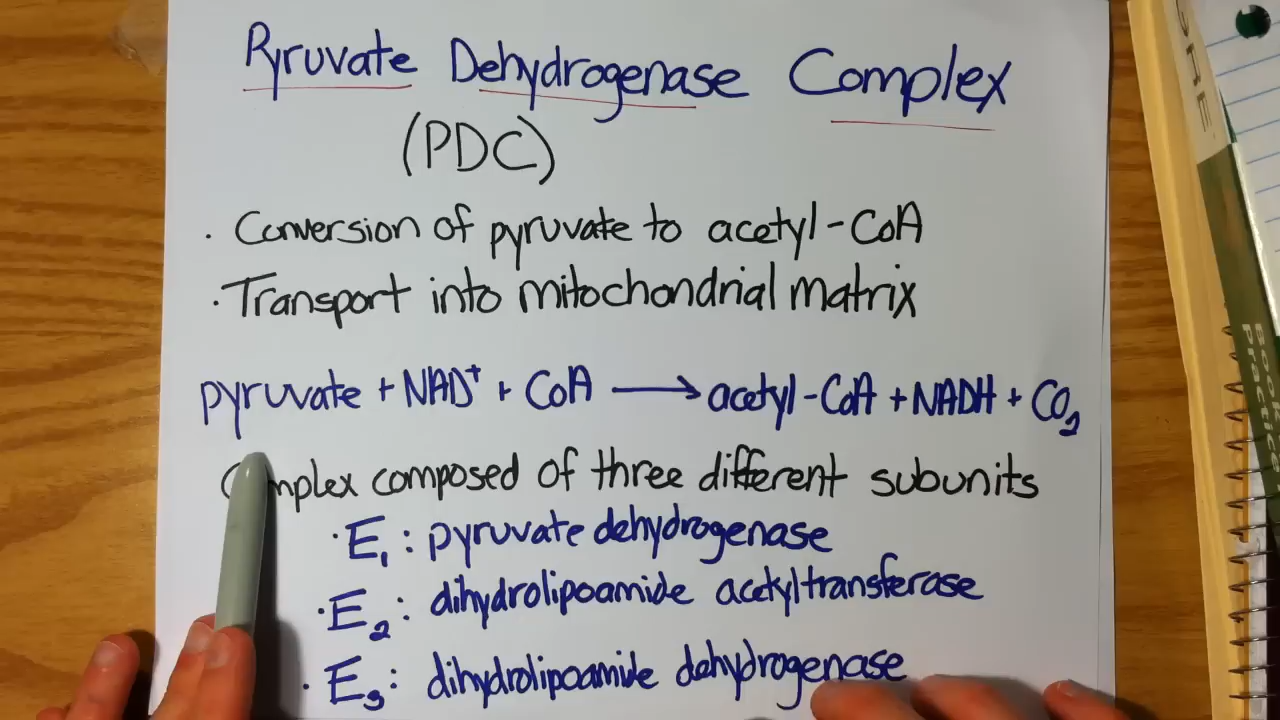 Pyruvate Dehydrogenase Complex
(PDC)
· Conversion of pyruvate to acetyl-CoA
· Transport into mitochondrial matrix
pyruvate + NAD⁺ + CoA → acetyl-CoA + NADH + CO₂
composed of three different subunits
· E₁: pyruvate dehydrogenase
· E₂: dihydrolipoamide acetyltransferase
· E₃: dihydrolipoamide dehydrogenase